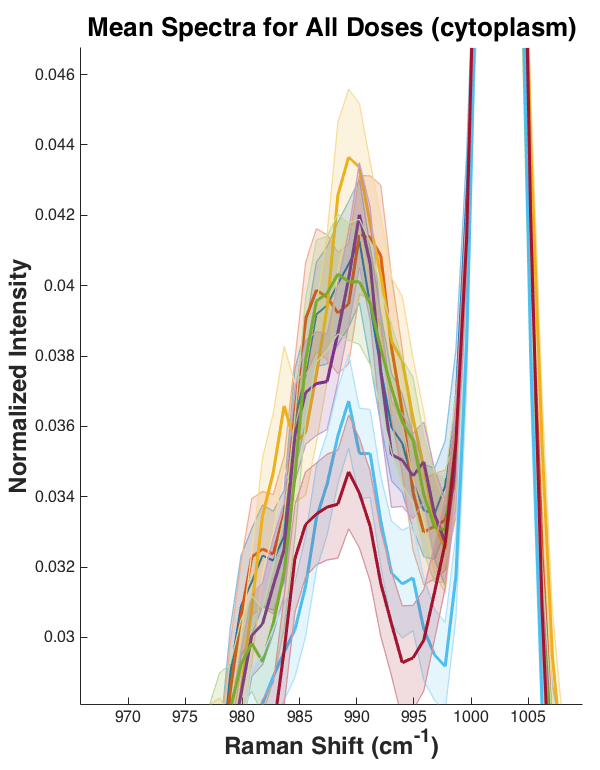 Mean Spectra for All Doses (cytoplasm)
0.046
0.044
0.042
0.04
0.038
0.036
0.034
0.032
0.03
Normalized Intensity
970 975 980 985 990 995 1000 1005
Raman Shift (cm⁻¹)